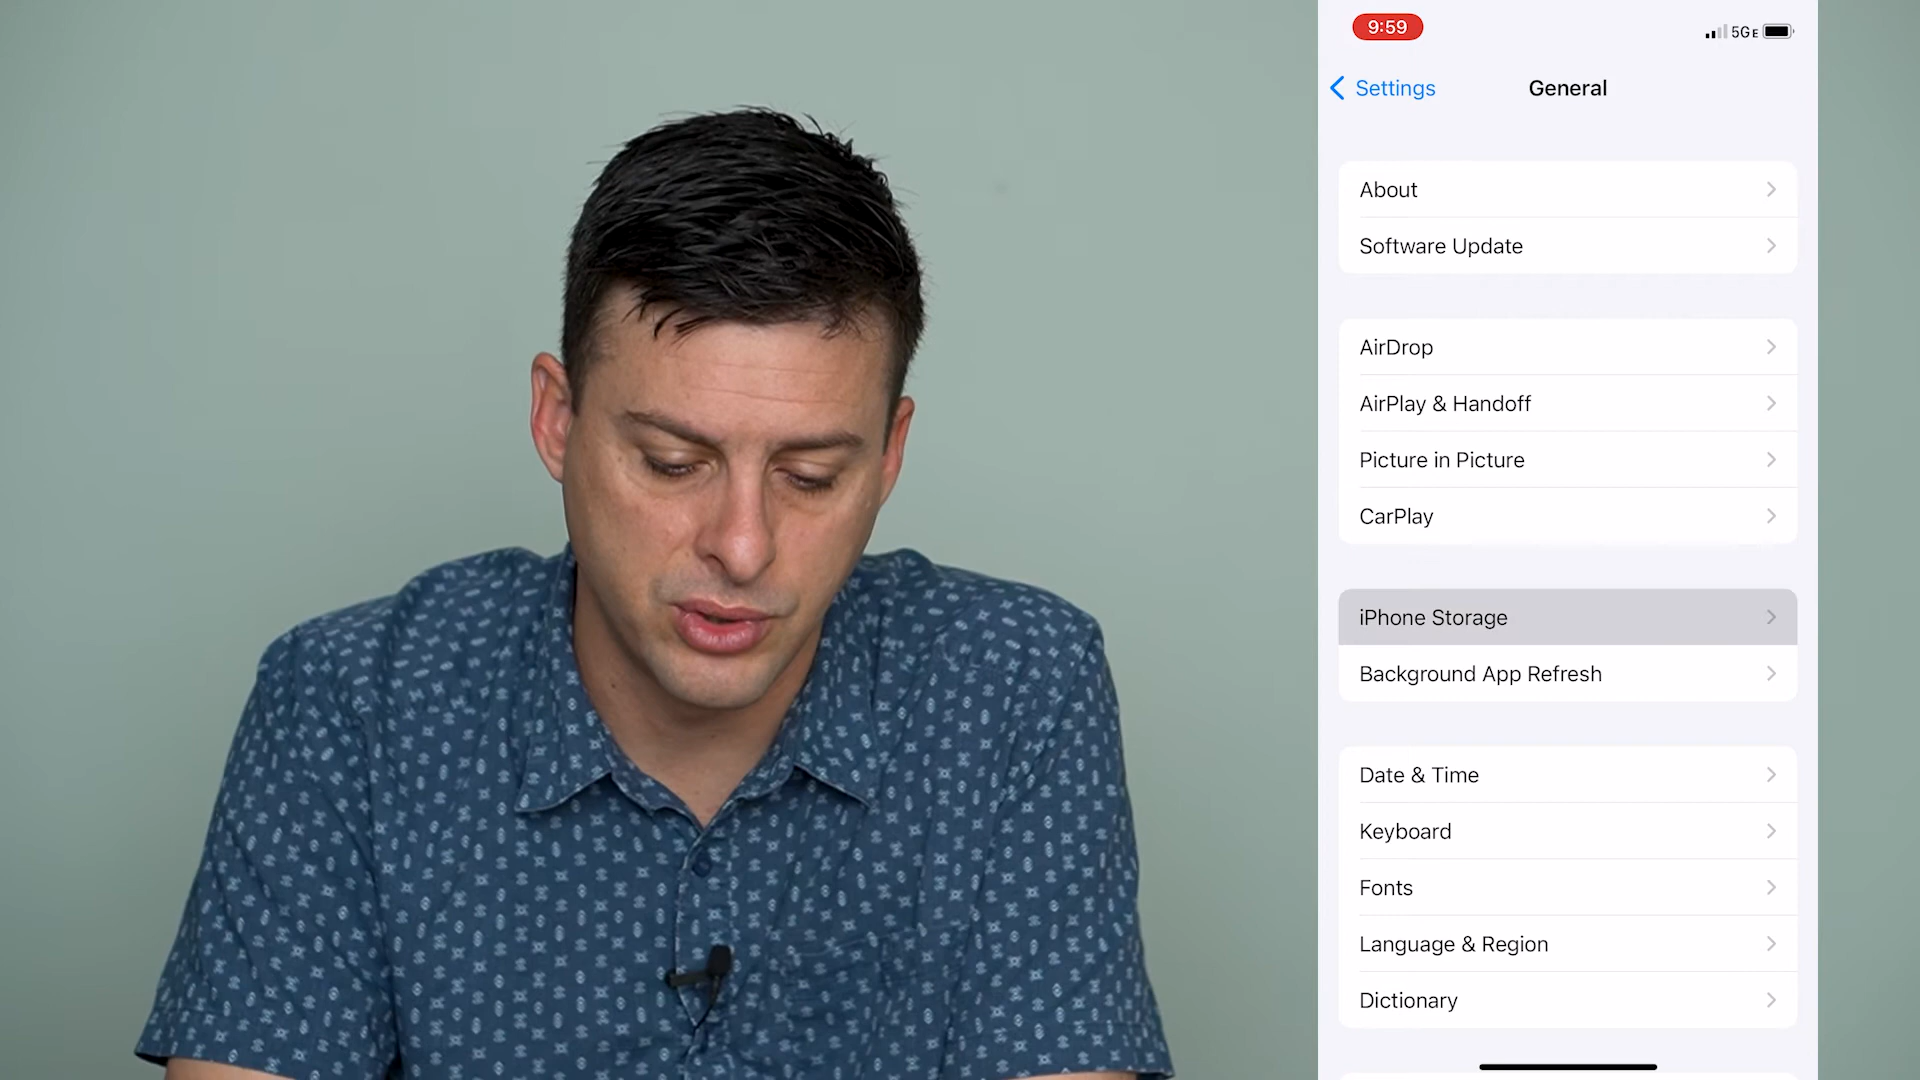 9:59
5GE
Settings
General
About
Software Update
AirDrop
AirPlay & Handoff
Picture in Picture
CarPlay
iPhone Storage
Background App Refresh
Date & Time
Keyboard
Fonts
Language & Region
Dictionary